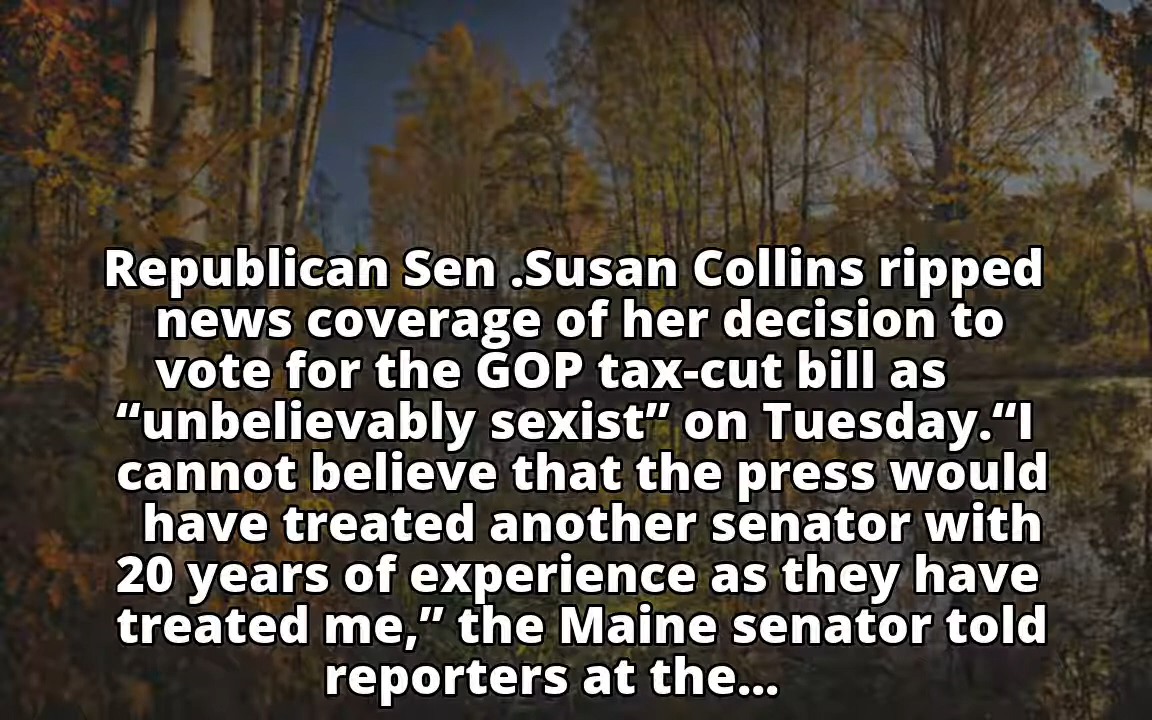 Republican Sen .Susan Collins ripped
news coverage of her decision to
vote for the GOP tax-cut bill as
“unbelievably sexist” on Tuesday.“I
cannot believe that the press would
have treated another senator with
20 years of experience as they have
treated me,” the Maine senator told
reporters at the...